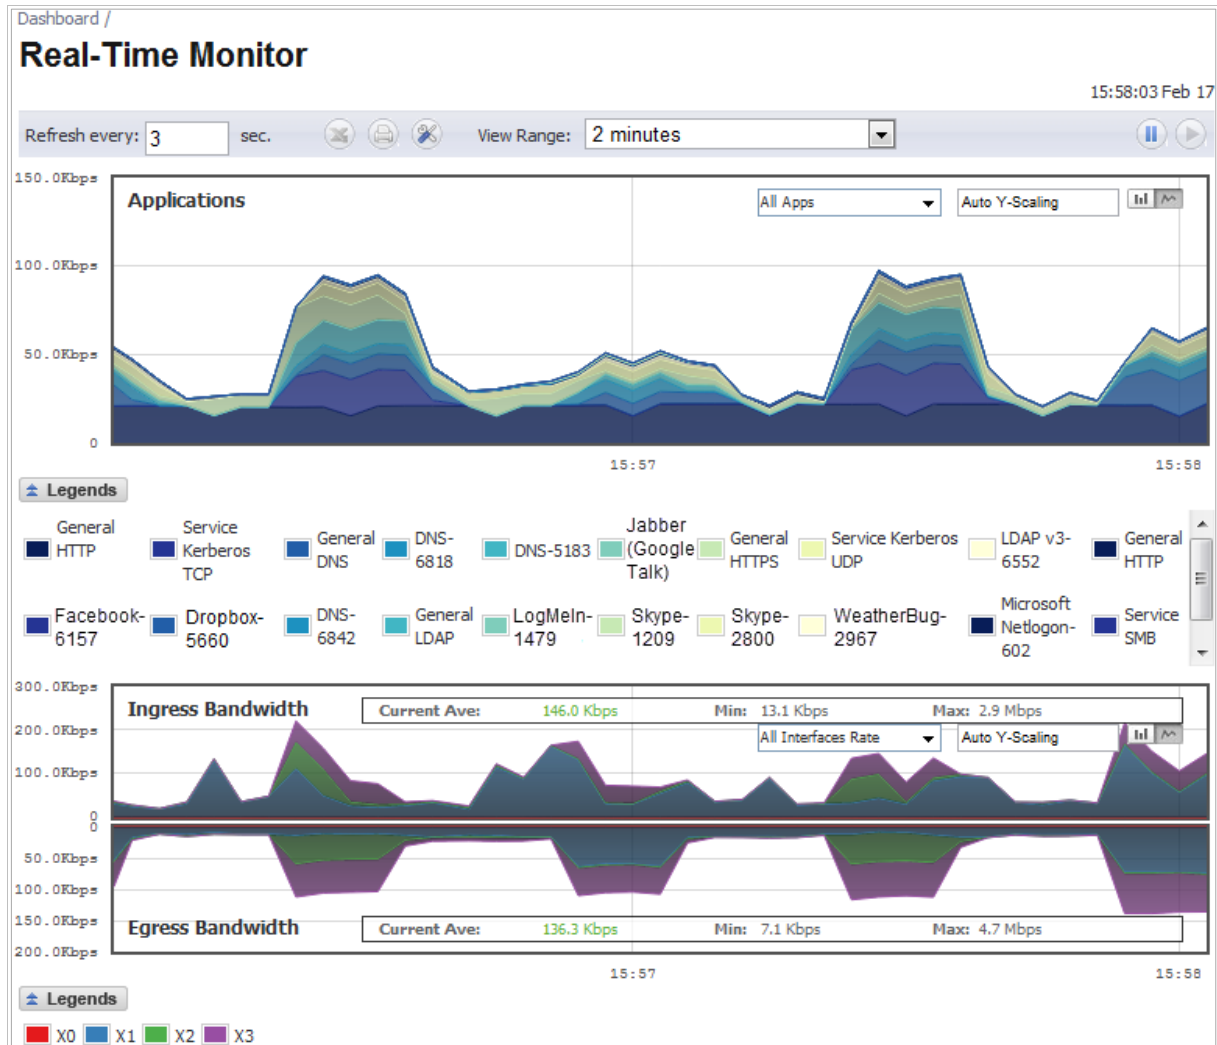 Dashboard /
Real-Time Monitor
15:58:03 Feb 17
Refresh every: 3 sec. View Range: 2 minutes
150.0Kbps
Applications All Apps Auto Y-Scaling
100.0Kbps
50.0Kbps
0
15:57 15:58
Legends
General HTTP
Service Kerberos TCP
General DNS
DNS-6818
DNS-5183
Jabber (Google Talk)
General HTTPS
Service Kerberos UDP
LDAP v3-6552
General HTTP
Facebook-6157
Dropbox-5660
DNS-6842
General LDAP
LogMeIn-1479
Skype-1209
Skype-2800
WeatherBug-2967
Microsoft Netlogon-602
Service SMB
300.0Kbps
Ingress Bandwidth Current Ave: 146.0 Kbps Min: 13.1 Kbps Max: 2.9 Mbps
200.0Kbps
All Interfaces Rate Auto Y-Scaling
100.0Kbps
0
0
50.0Kbps
100.0Kbps
150.0Kbps
Egress Bandwidth Current Ave: 136.3 Kbps Min: 7.1 Kbps Max: 4.7 Mbps
200.0Kbps
15:57 15:58
Legends
X0 X1 X2 X3